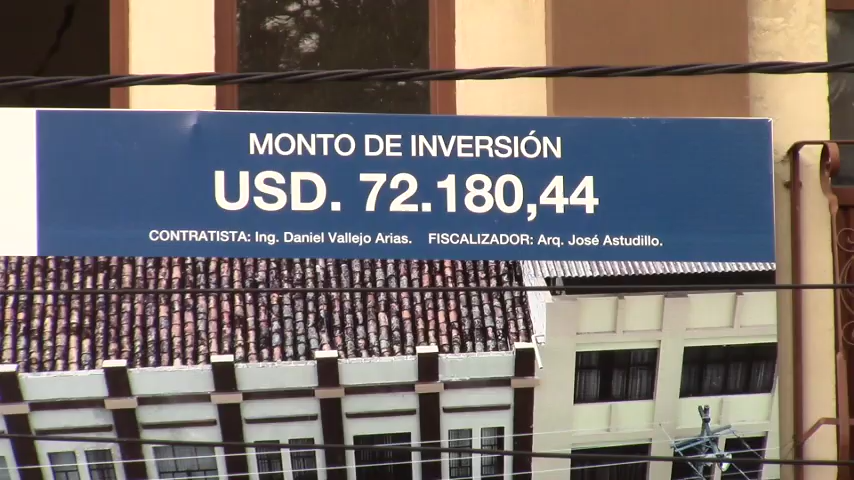 MONTO DE INVERSIÓN
USD. 72.180,44
CONTRATISTA: Ing. Daniel Vallejo Arias. FISCALIZADOR: Arq. José Astudillo.